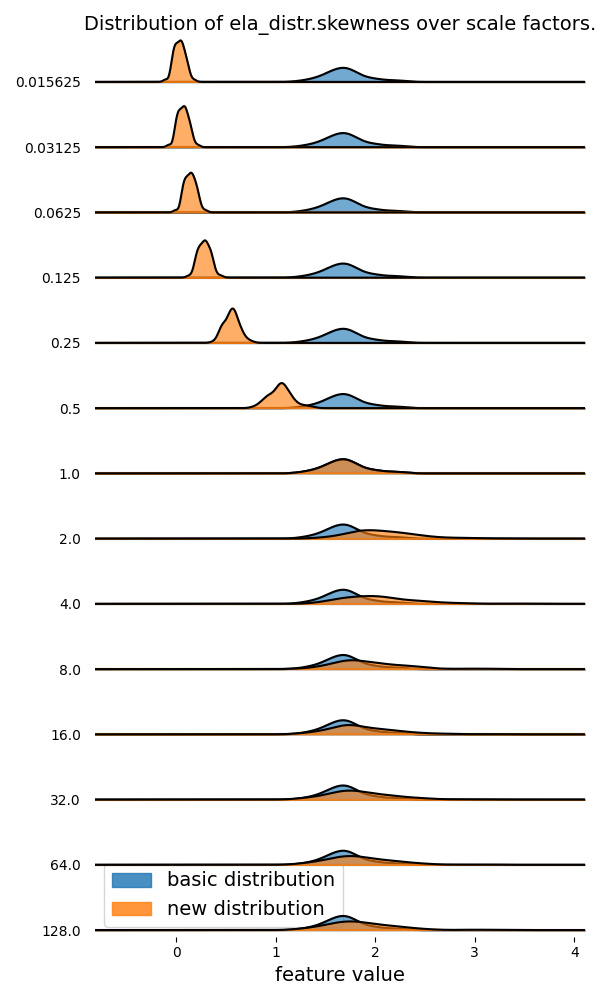 Distribution of ela_distr.skewness over scale factors.
0.015625
0.03125
0.0625
0.125
0.25
0.5
1.0
2.0
4.0
8.0
16.0
32.0
64.0
basic distribution
new distribution
128.0
0 1 2 3 4
feature value